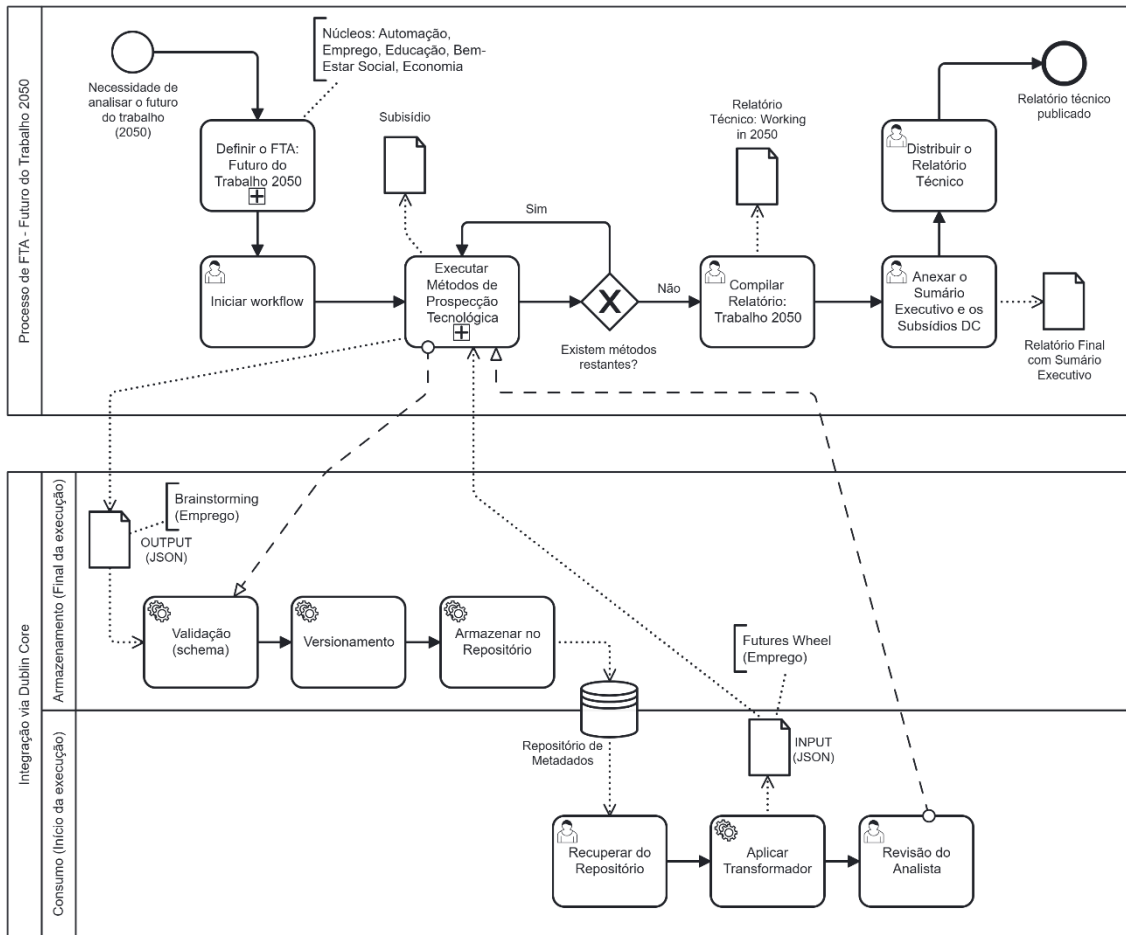 Processo de FTA - Futuro do Trabalho 2050
Necessidade de
analisar o futuro
do trabalho
(2050)
Núcleos: Automação,
Emprego, Educação, Bem-
Estar Social, Economia
Definir o FTA:
Futuro do
Trabalho 2050
Iniciar workflow
Subsídio
Executar
Métodos de
Prospecção
Tecnológica
Sim
Não
Existem métodos
restantes?
Relatório
Técnico: Working
in 2050
Compilar
Relatório:
Trabalho 2050
Distribuir o
Relatório
Técnico
Relatório técnico
publicado
Anexar o
Sumário
Executivo e os
Subsídios DC
Relatório Final
com Sumário
Executivo
Integração via Dublin Core
Armazenamento (Final da execução)
Brainstorming
(Emprego)
OUTPUT
(JSON)
Validação
(schema)
Versionamento
Armazenar no
Repositório
Repositório de
Metadados
Futures Wheel
(Emprego)
INPUT
(JSON)
Consumo (Início da execução)
Recuperar do
Repositório
Aplicar
Transformador
Revisão do
Analista